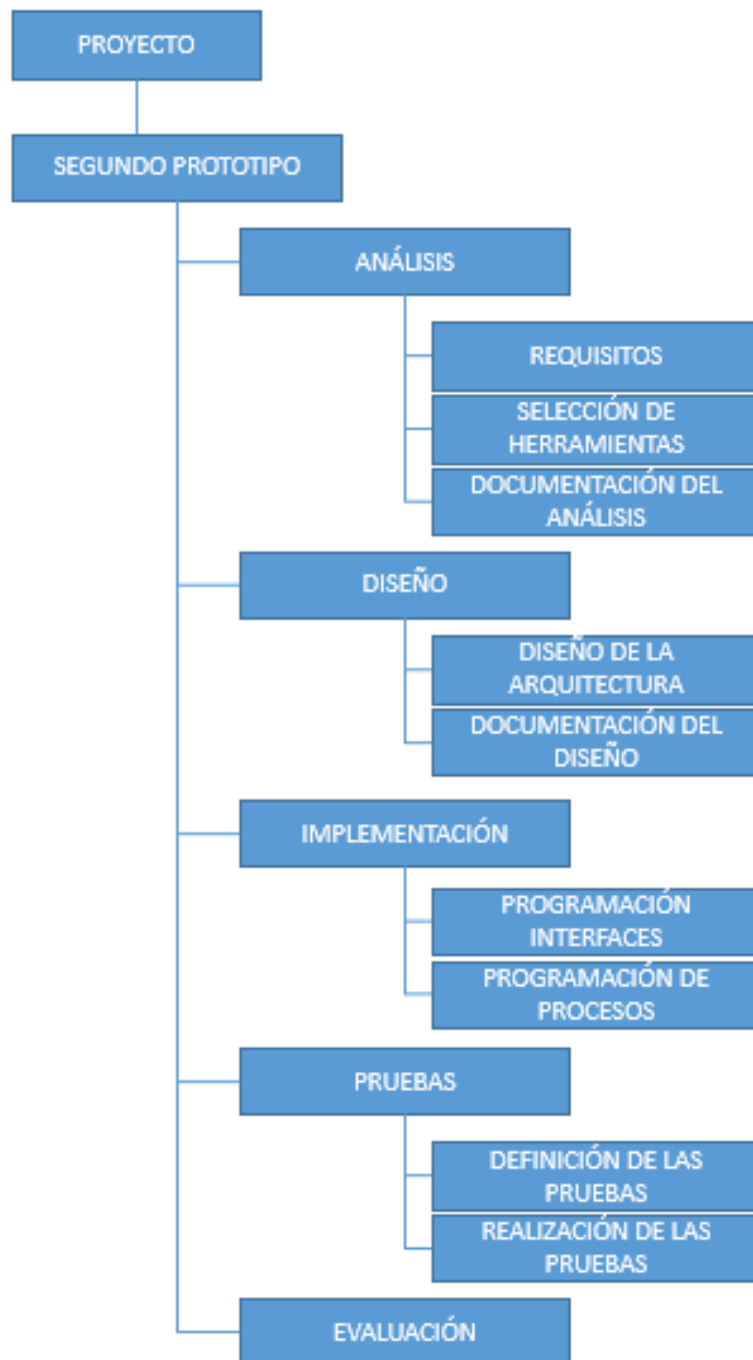 PROYECTO
SEGUNDO PROTOTIPO
ANÁLISIS
REQUISITOS
SELECCIÓN DE
HERRAMIENTAS
DOCUMENTACIÓN DEL
ANÁLISIS
DISEÑO
DISEÑO DE LA
ARQUITECTURA
DOCUMENTACIÓN DEL
DISEÑO
IMPLEMENTACIÓN
PROGRAMACIÓN
INTERFACES
PROGRAMACIÓN DE
PROCESOS
PRUEBAS
DEFINICIÓN DE LAS
PRUEBAS
REALIZACIÓN DE LAS
PRUEBAS
EVALUACIÓN